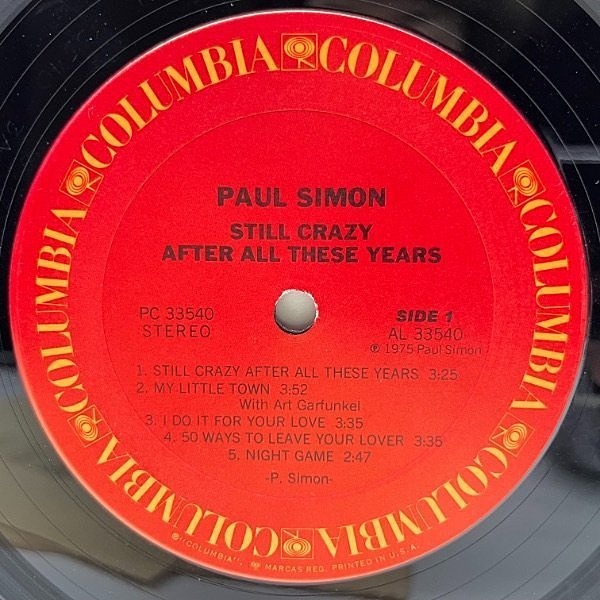 COLUMBIA COLUMBIA COLUMBIA COLUMBIA COLUMBIA COLUMBIA
PAUL SIMON
STILL CRAZY
AFTER ALL THESE YEARS
PC 33540
STEREO
SIDE 1
AL 33540
℗ 1975 Paul Simon
1. STILL CRAZY AFTER ALL THESE YEARS 3:25
2. MY LITTLE TOWN 3:52
With Art Garfunkel
3. I DO IT FOR YOUR LOVE 3:35
4. 50 WAYS TO LEAVE YOUR LOVER 3:35
5. NIGHT GAME 2:47
-P. Simon-
®"COLUMBIA", MARCAS REG. PRINTED IN U.S.A.